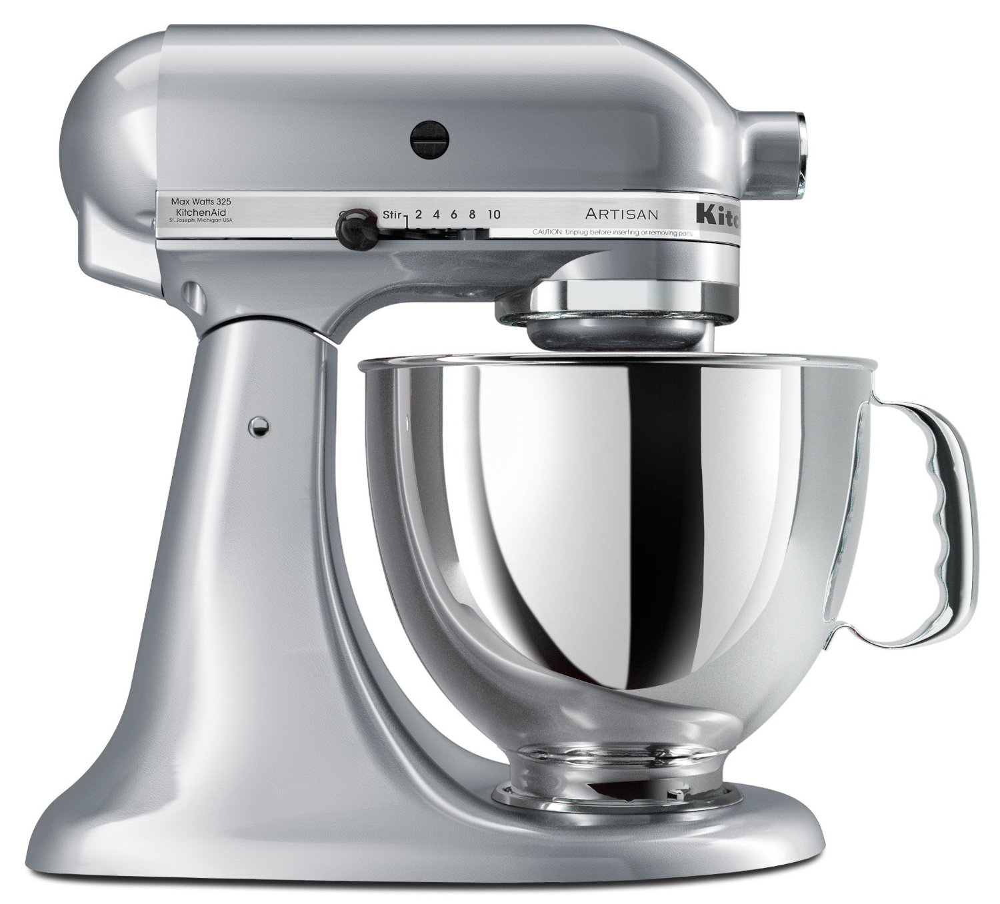 Max Watts 325
KitchenAid
St. Joseph, Michigan USA
Stir 2 4 6 8 10
ARTISAN
Kitc
CAUTION: Unplug before inserting or removing parts.